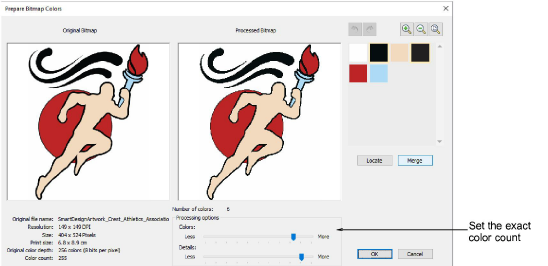 Prepare Bitmap Colors
Original Bitmap
Processed Bitmap
Locate
Merge
Number of colors: 6
Original file name: SmartDesignArtwork_Crest_Athletics_Associatio
Resolution: 149 x 149 DPI
Size: 404 x 524 Pixels
Print size: 6.8 x 8.9 cm
Original color depth: 256 colors (8 bits per pixel)
Color count: 255
Processing options
Colors:
Less
More
Details:
Less
More
OK
Cancel
Set the exact
color count